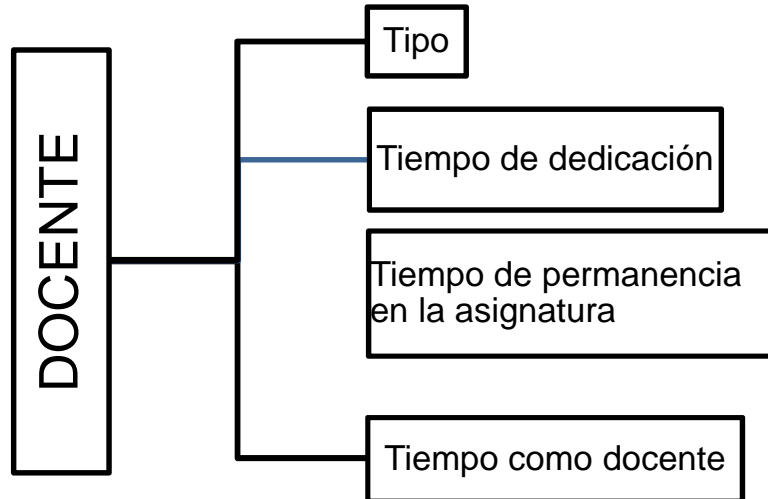 DOCENTE
Tipo
Tiempo de dedicación
Tiempo de permanencia
en la asignatura
Tiempo como docente